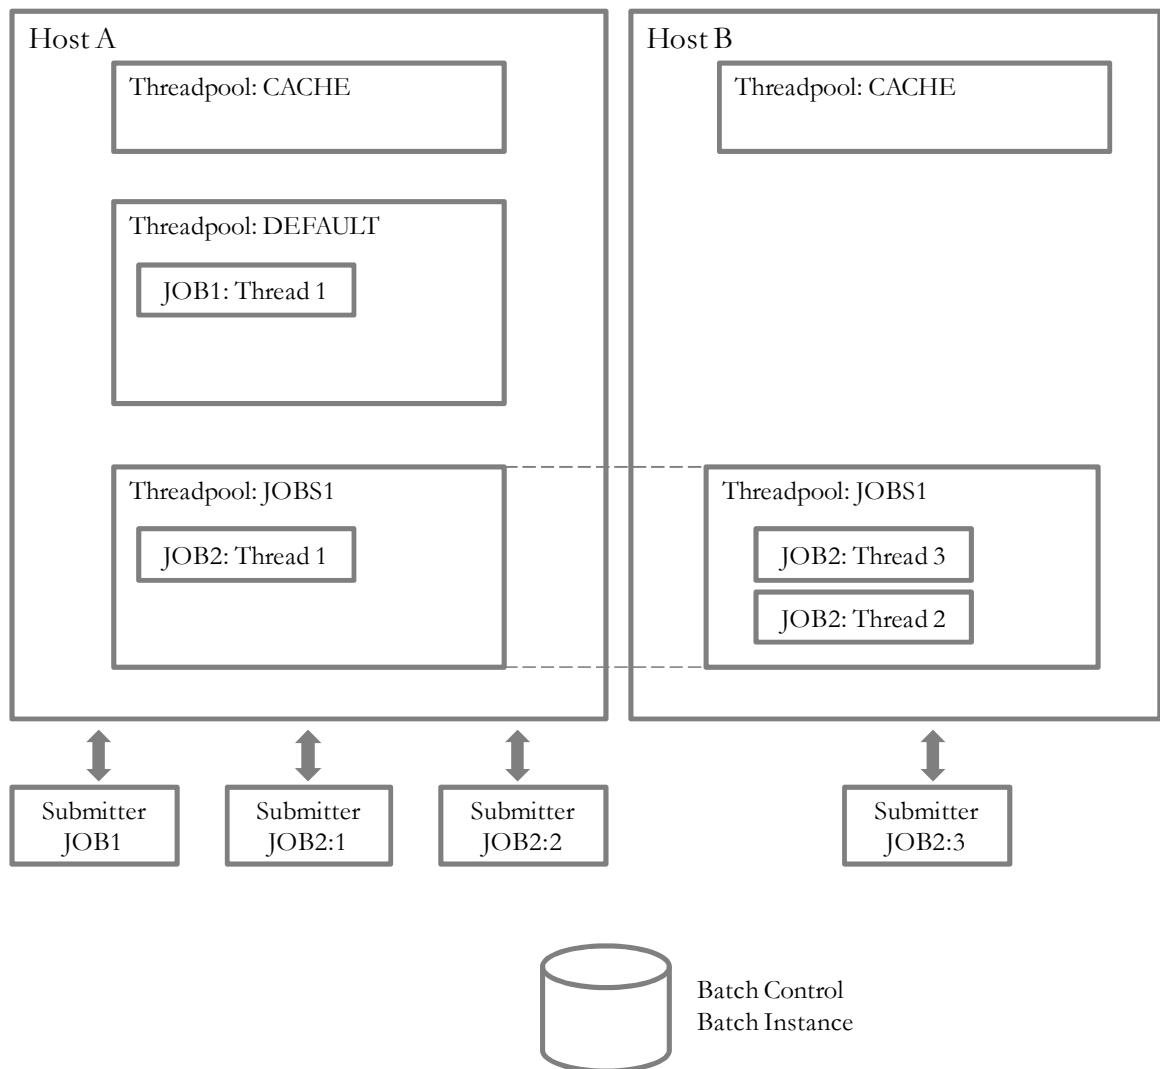 Host A
Threadpool: CACHE
Threadpool: DEFAULT
JOB1: Thread 1
Threadpool: JOBS1
JOB2: Thread 1
Host B
Threadpool: CACHE
Threadpool: JOBS1
JOB2: Thread 3
JOB2: Thread 2
Submitter
JOB1
Submitter
JOB2:1
Submitter
JOB2:2
Submitter
JOB2:3
Batch Control
Batch Instance